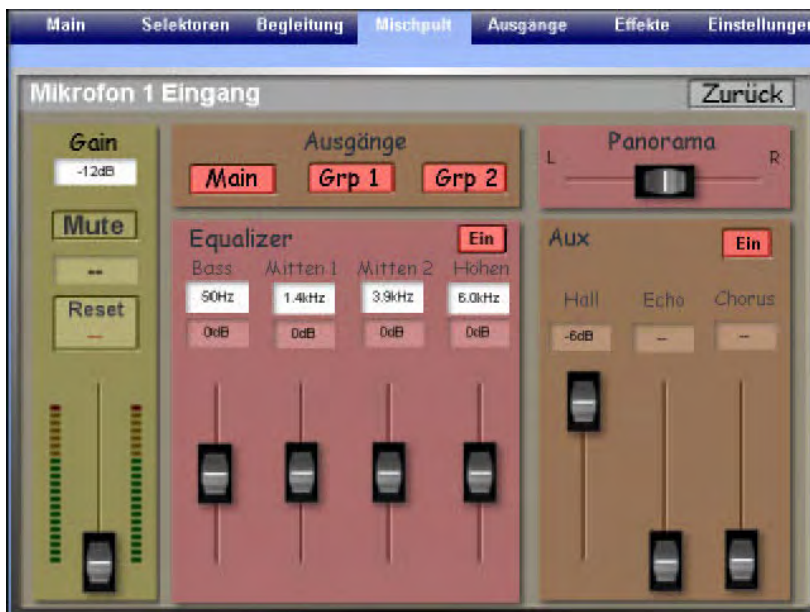 Main Selektoren Begleitung Mischpult Ausgänge Effekte Einstellunger
Mikrofon 1 Eingang Zurück
Gain
-12dB
Mute
--
Reset
--
Ausgänge
Main Grp 1 Grp 2
Panorama
L R
Equalizer Ein
Bass Mitten 1 Mitten 2 Höhen
50Hz 1.4kHz 3.9kHz 6.0kHz
0dB 0dB 0dB 0dB
Aux Ein
Hall Echo Chorus
-6dB -- --